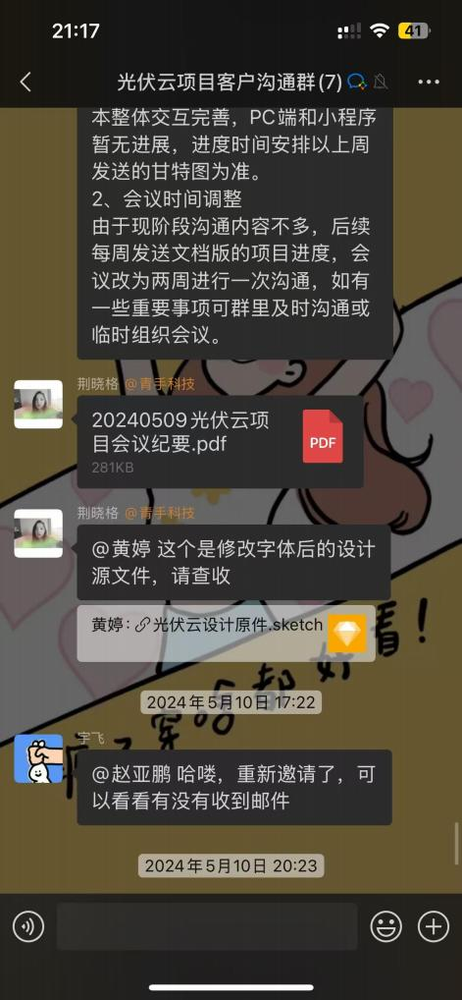 21:17
41
光伏云项目客户沟通群(7)
本整体交互完善，PC端和小程序
暂无进展，进度时间安排以上周
发送的甘特图为准。
2、会议时间调整
由于现阶段沟通内容不多，后续
每周发送文档版的项目进度，会
议改为两周进行一次沟通，如有
一些重要事项可群里及时沟通或
临时组织会议。
荆晓格 @青手科技
20240509光伏云项
目会议纪要.pdf
PDF
281KB
荆晓格 @青手科技
@黄婷 这个是修改字体后的设计
源文件，请查收
黄婷：光伏云设计原件.sketch
看！
都好
穿啥
2024年5月10日 17:22
宇飞
@赵亚鹏 哈喽，重新邀请了，可
以看看有没有收到邮件
2024年5月10日 20:23